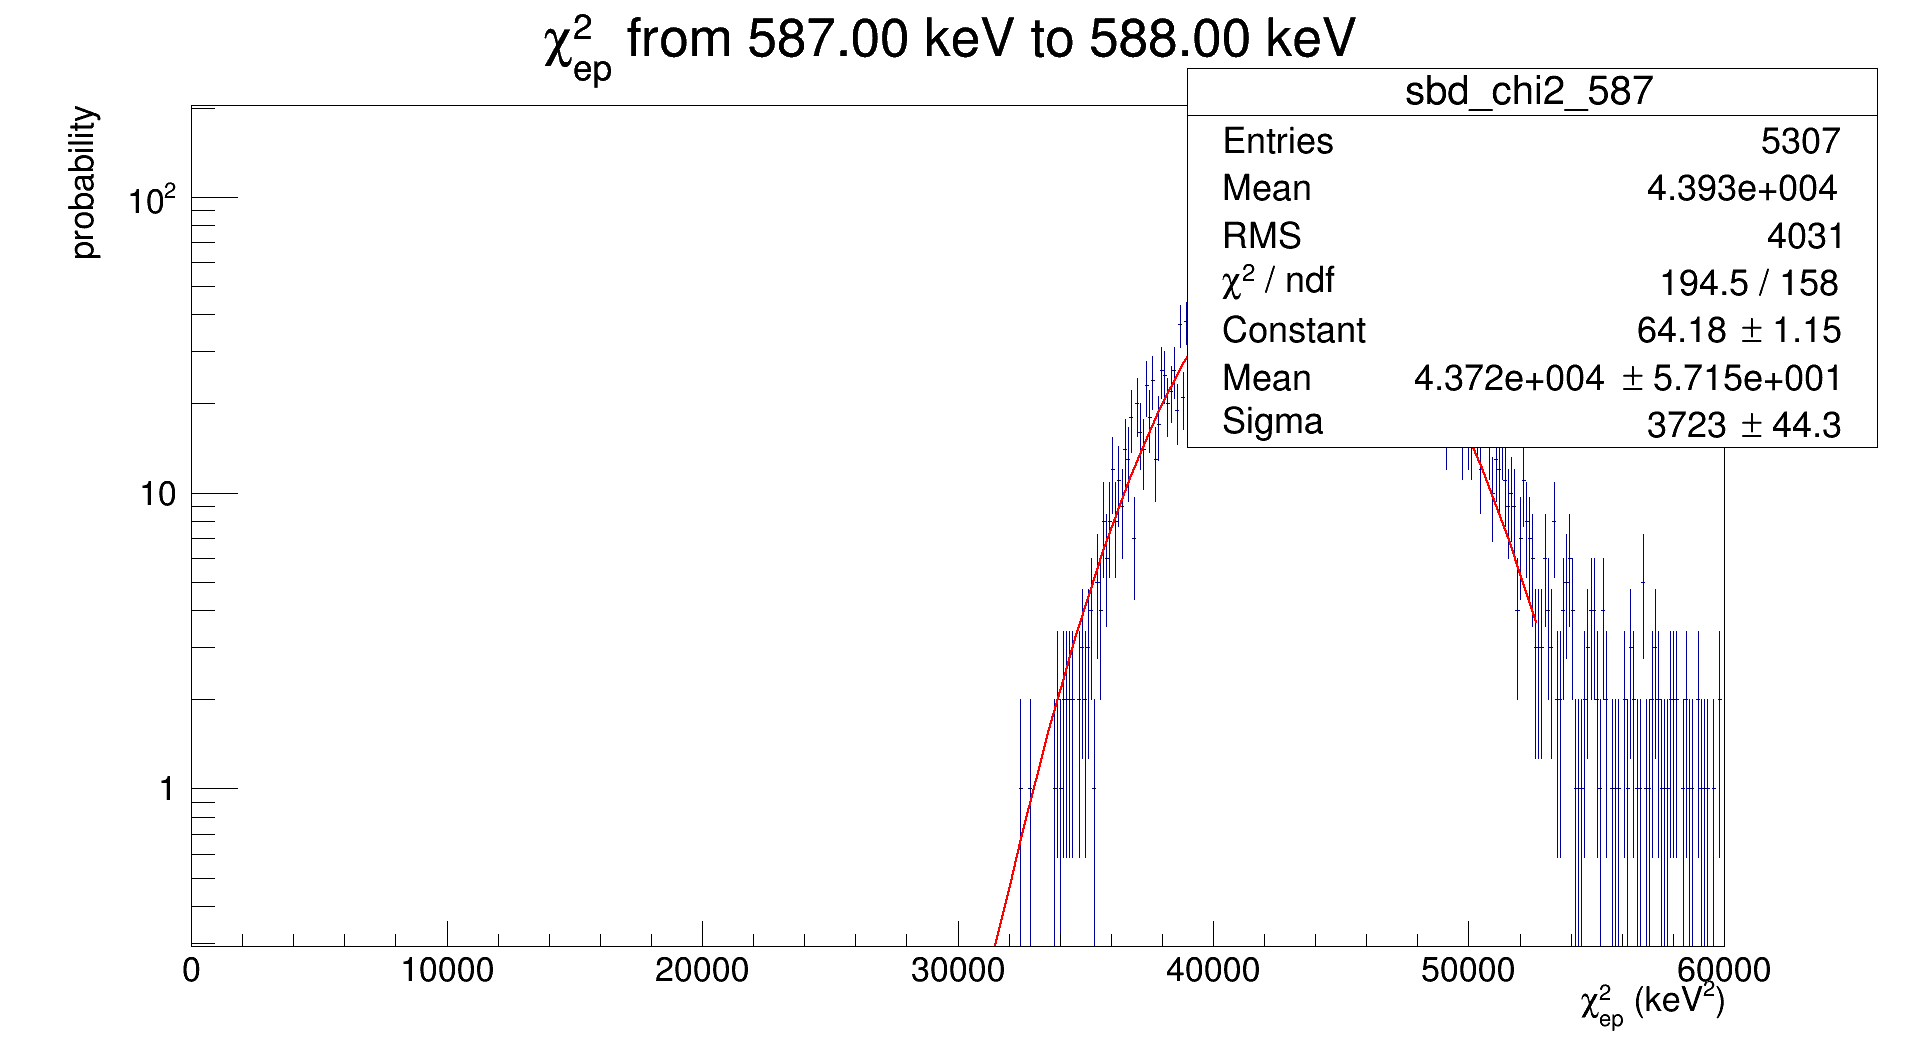 χ²ep from 587.00 keV to 588.00 keV
sbd_chi2_587
Entries 5307
Mean 4.393e+004
RMS 4031
χ² / ndf 194.5 / 158
Constant 64.18 ± 1.15
Mean 4.372e+004 ± 5.715e+001
Sigma 3723 ± 44.3
probability
10²
10
1
0 10000 20000 30000 40000 50000 60000
χ²ep (keV²)